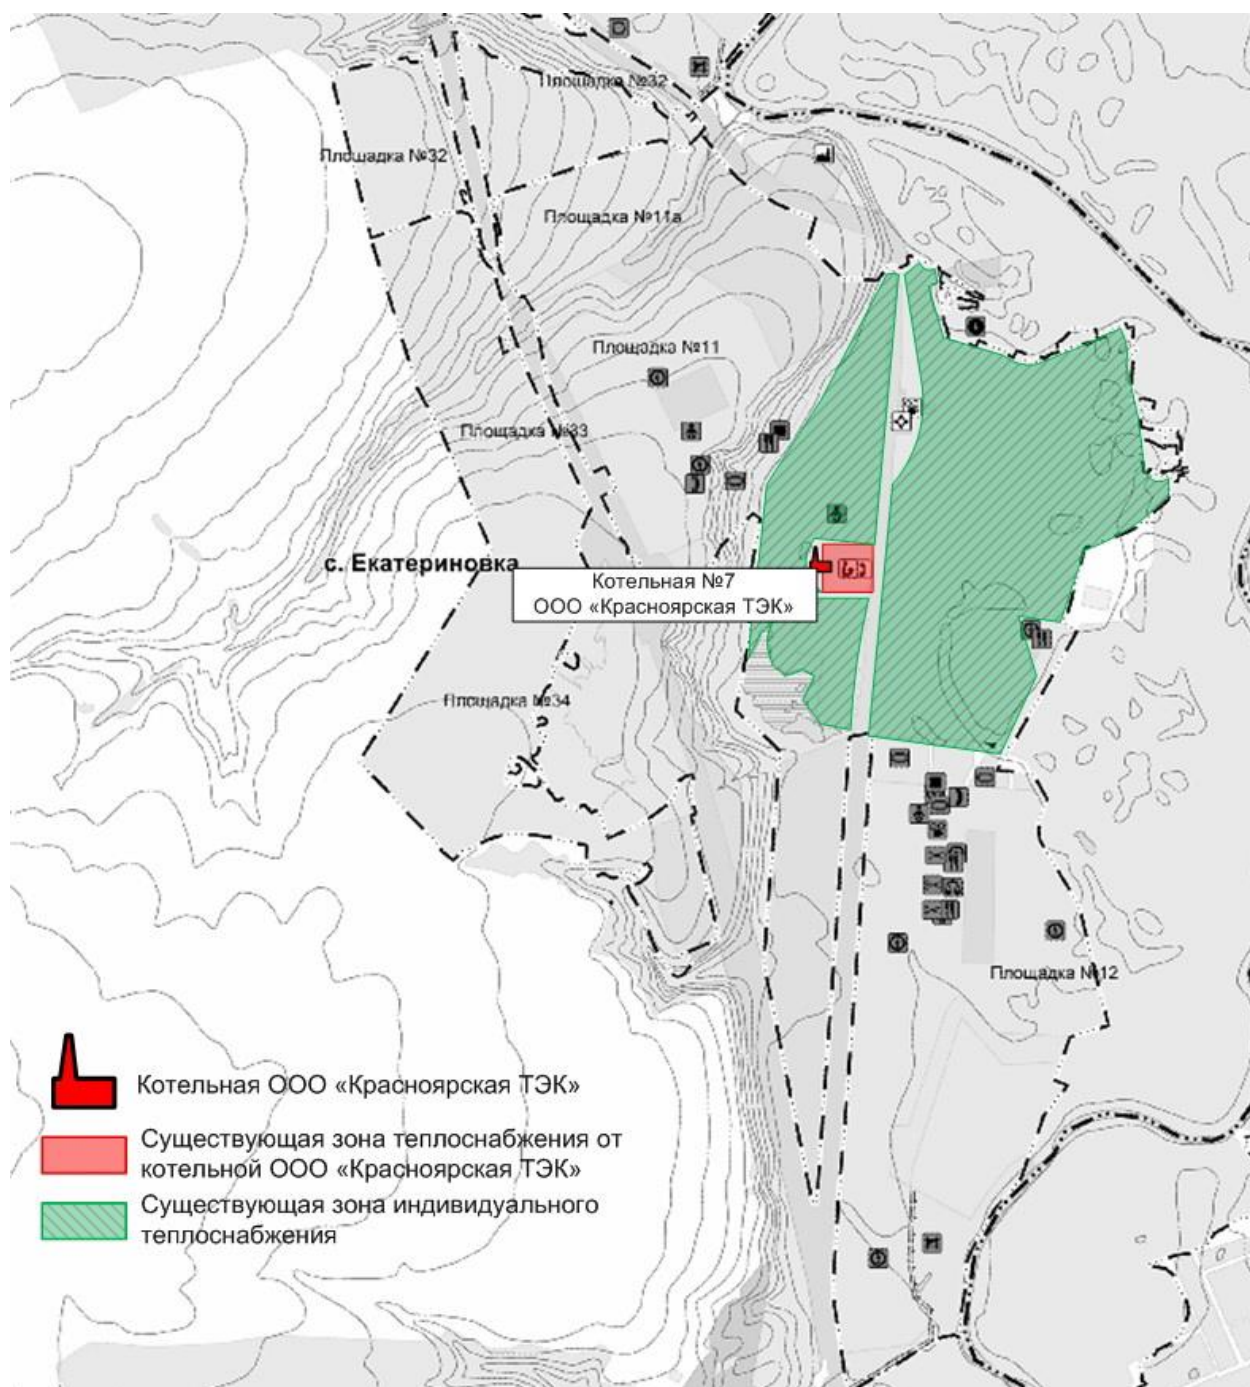 Площадка №32
Площадка №32
Площадка №11а
Площадка №11
Площадка №33
с. Екатериновка
Котельная №7
ООО «Красноярская ТЭК»
Площадка №34
Площадка №12
Котельная ООО «Красноярская ТЭК»
Существующая зона теплоснабжения от
котельной ООО «Красноярская ТЭК»
Существующая зона индивидуального
теплоснабжения